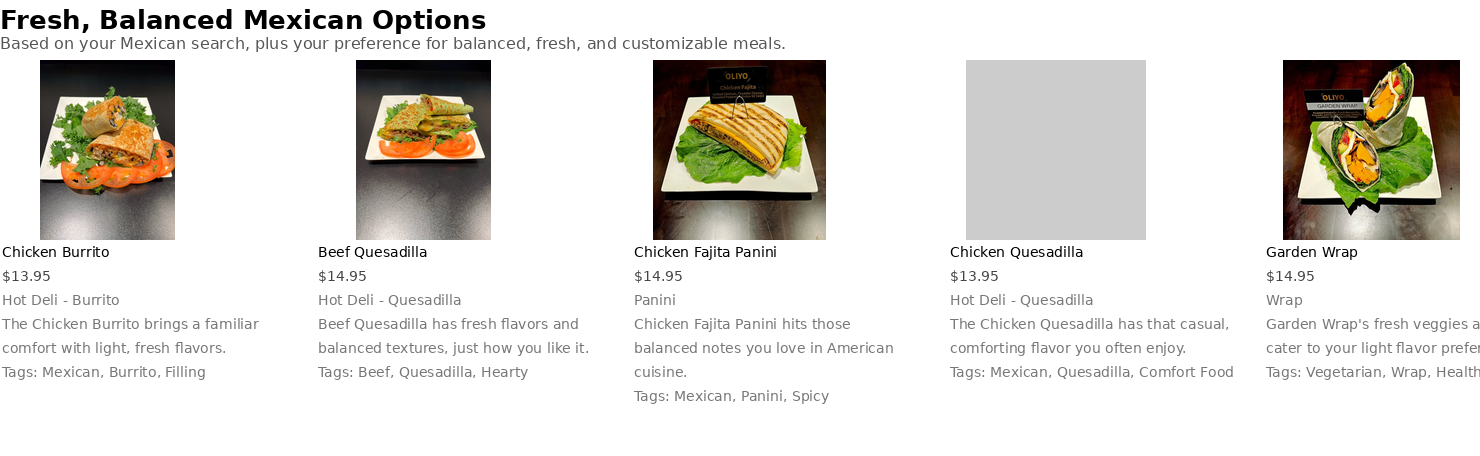 Fresh, Balanced Mexican Options
Based on your Mexican search, plus your preference for balanced, fresh, and customizable meals.
OLIYO
Chicken Fajita
OLIYO
GARDEN WRAP
Chicken Burrito
$13.95
Hot Deli - Burrito
The Chicken Burrito brings a familiar
comfort with light, fresh flavors.
Tags: Mexican, Burrito, Filling
Beef Quesadilla
$14.95
Hot Deli - Quesadilla
Beef Quesadilla has fresh flavors and
balanced textures, just how you like it.
Tags: Beef, Quesadilla, Hearty
Chicken Fajita Panini
$14.95
Panini
Chicken Fajita Panini hits those
balanced notes you love in American
cuisine.
Tags: Mexican, Panini, Spicy
Chicken Quesadilla
$13.95
Hot Deli - Quesadilla
The Chicken Quesadilla has that casual,
comforting flavor you often enjoy.
Tags: Mexican, Quesadilla, Comfort Food
Garden Wrap
$14.95
Wrap
Garden Wrap's fresh veggies
cater to your light flavor
Tags: Vegetarian, Wrap,